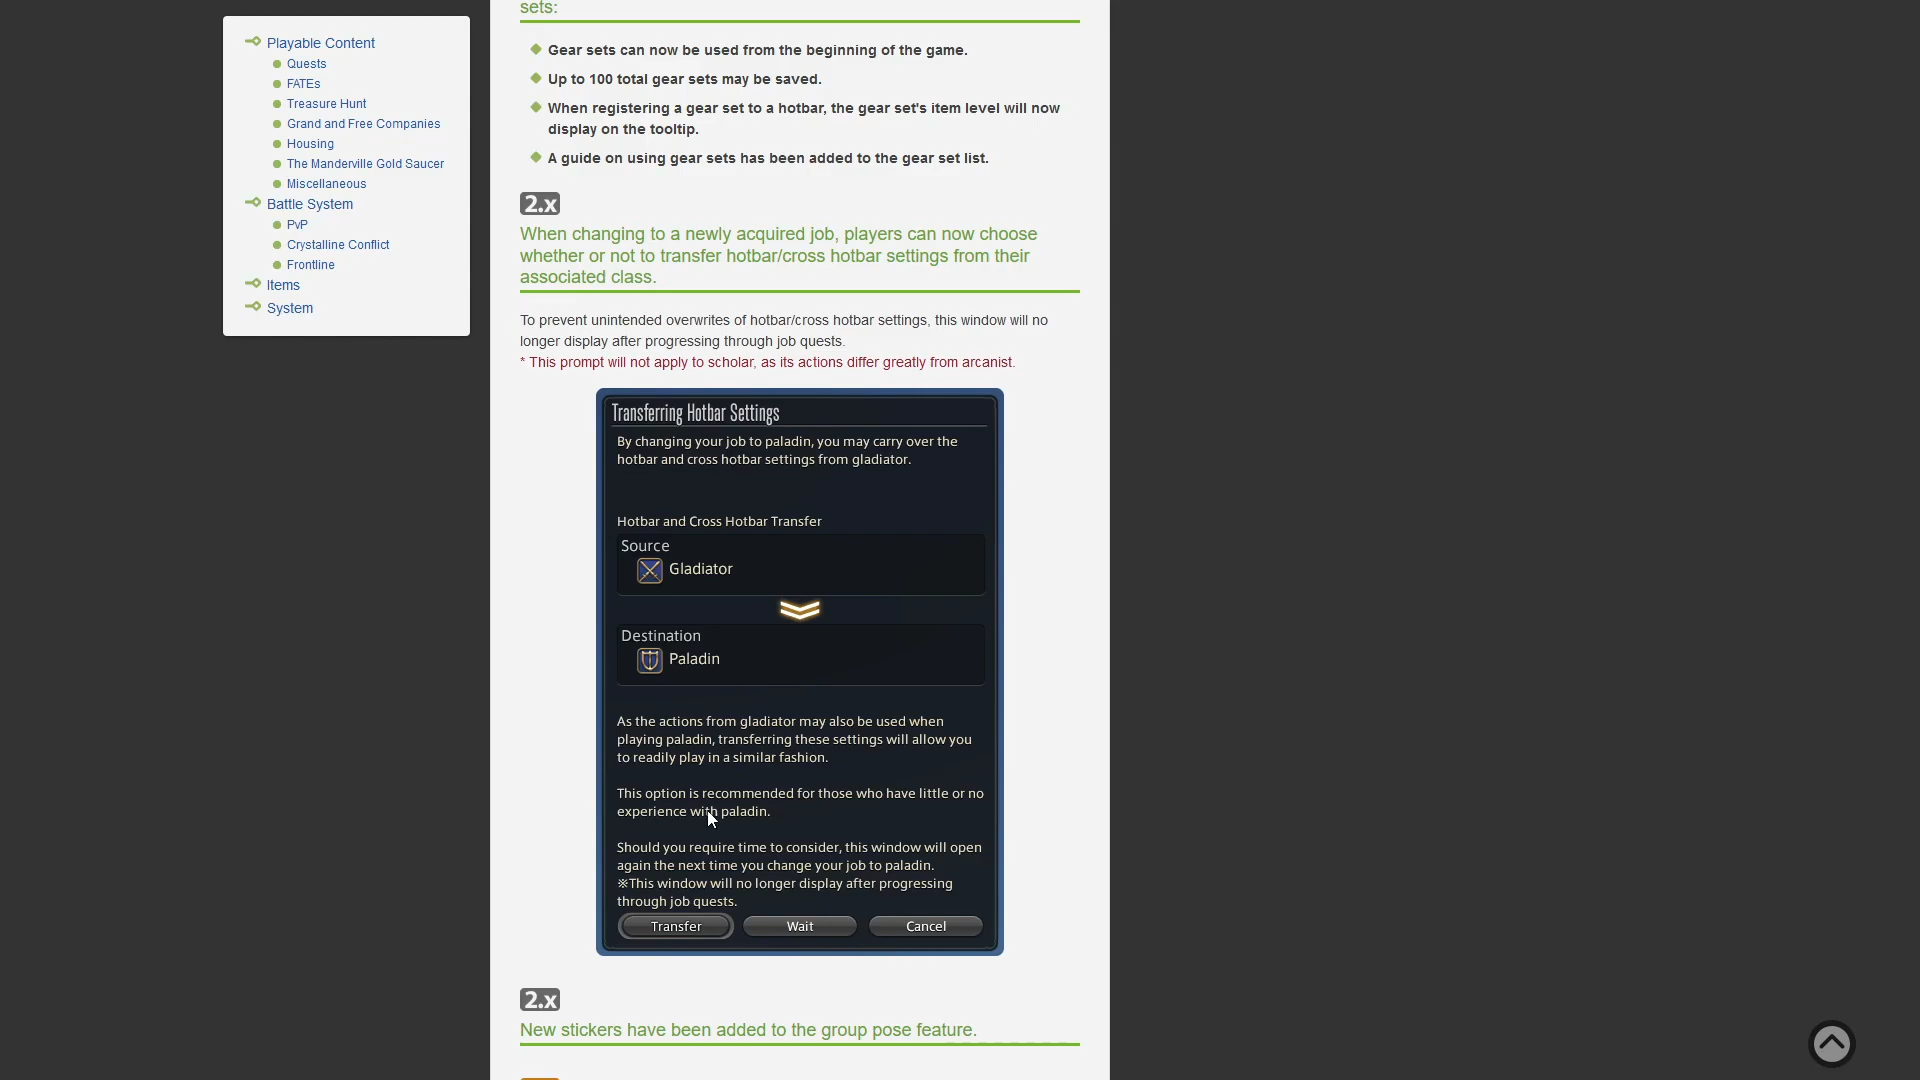 Playable Content
Quests
FATEs
Treasure Hunt
Grand and Free Companies
Housing
The Manderville Gold Saucer
Miscellaneous
Battle System
PvP
Crystalline Conflict
Frontline
Items
System
sets:
Gear sets can now be used from the beginning of the game.
Up to 100 total gear sets may be saved.
When registering a gear set to a hotbar, the gear set's item level will now
display on the tooltip.
A guide on using gear sets has been added to the gear set list.
2.x
When changing to a newly acquired job, players can now choose
whether or not to transfer hotbar/cross hotbar settings from their
associated class.
To prevent unintended overwrites of hotbar/cross hotbar settings, this window will no
longer display after progressing through job quests.
* This prompt will not apply to scholar, as its actions differ greatly from arcanist.
Transferring Hotbar Settings
By changing your job to paladin, you may carry over the
hotbar and cross hotbar settings from gladiator.
Hotbar and Cross Hotbar Transfer
Source
Gladiator
Destination
Paladin
As the actions from gladiator may also be used when
playing paladin, transferring these settings will allow you
to readily play in a similar fashion.
This option is recommended for those who have little or no
experience with paladin.
Should you require time to consider, this window will open
again the next time you change your job to paladin.
※This window will no longer display after progressing
through job quests.
Transfer Wait Cancel
2.x
New stickers have been added to the group pose feature.